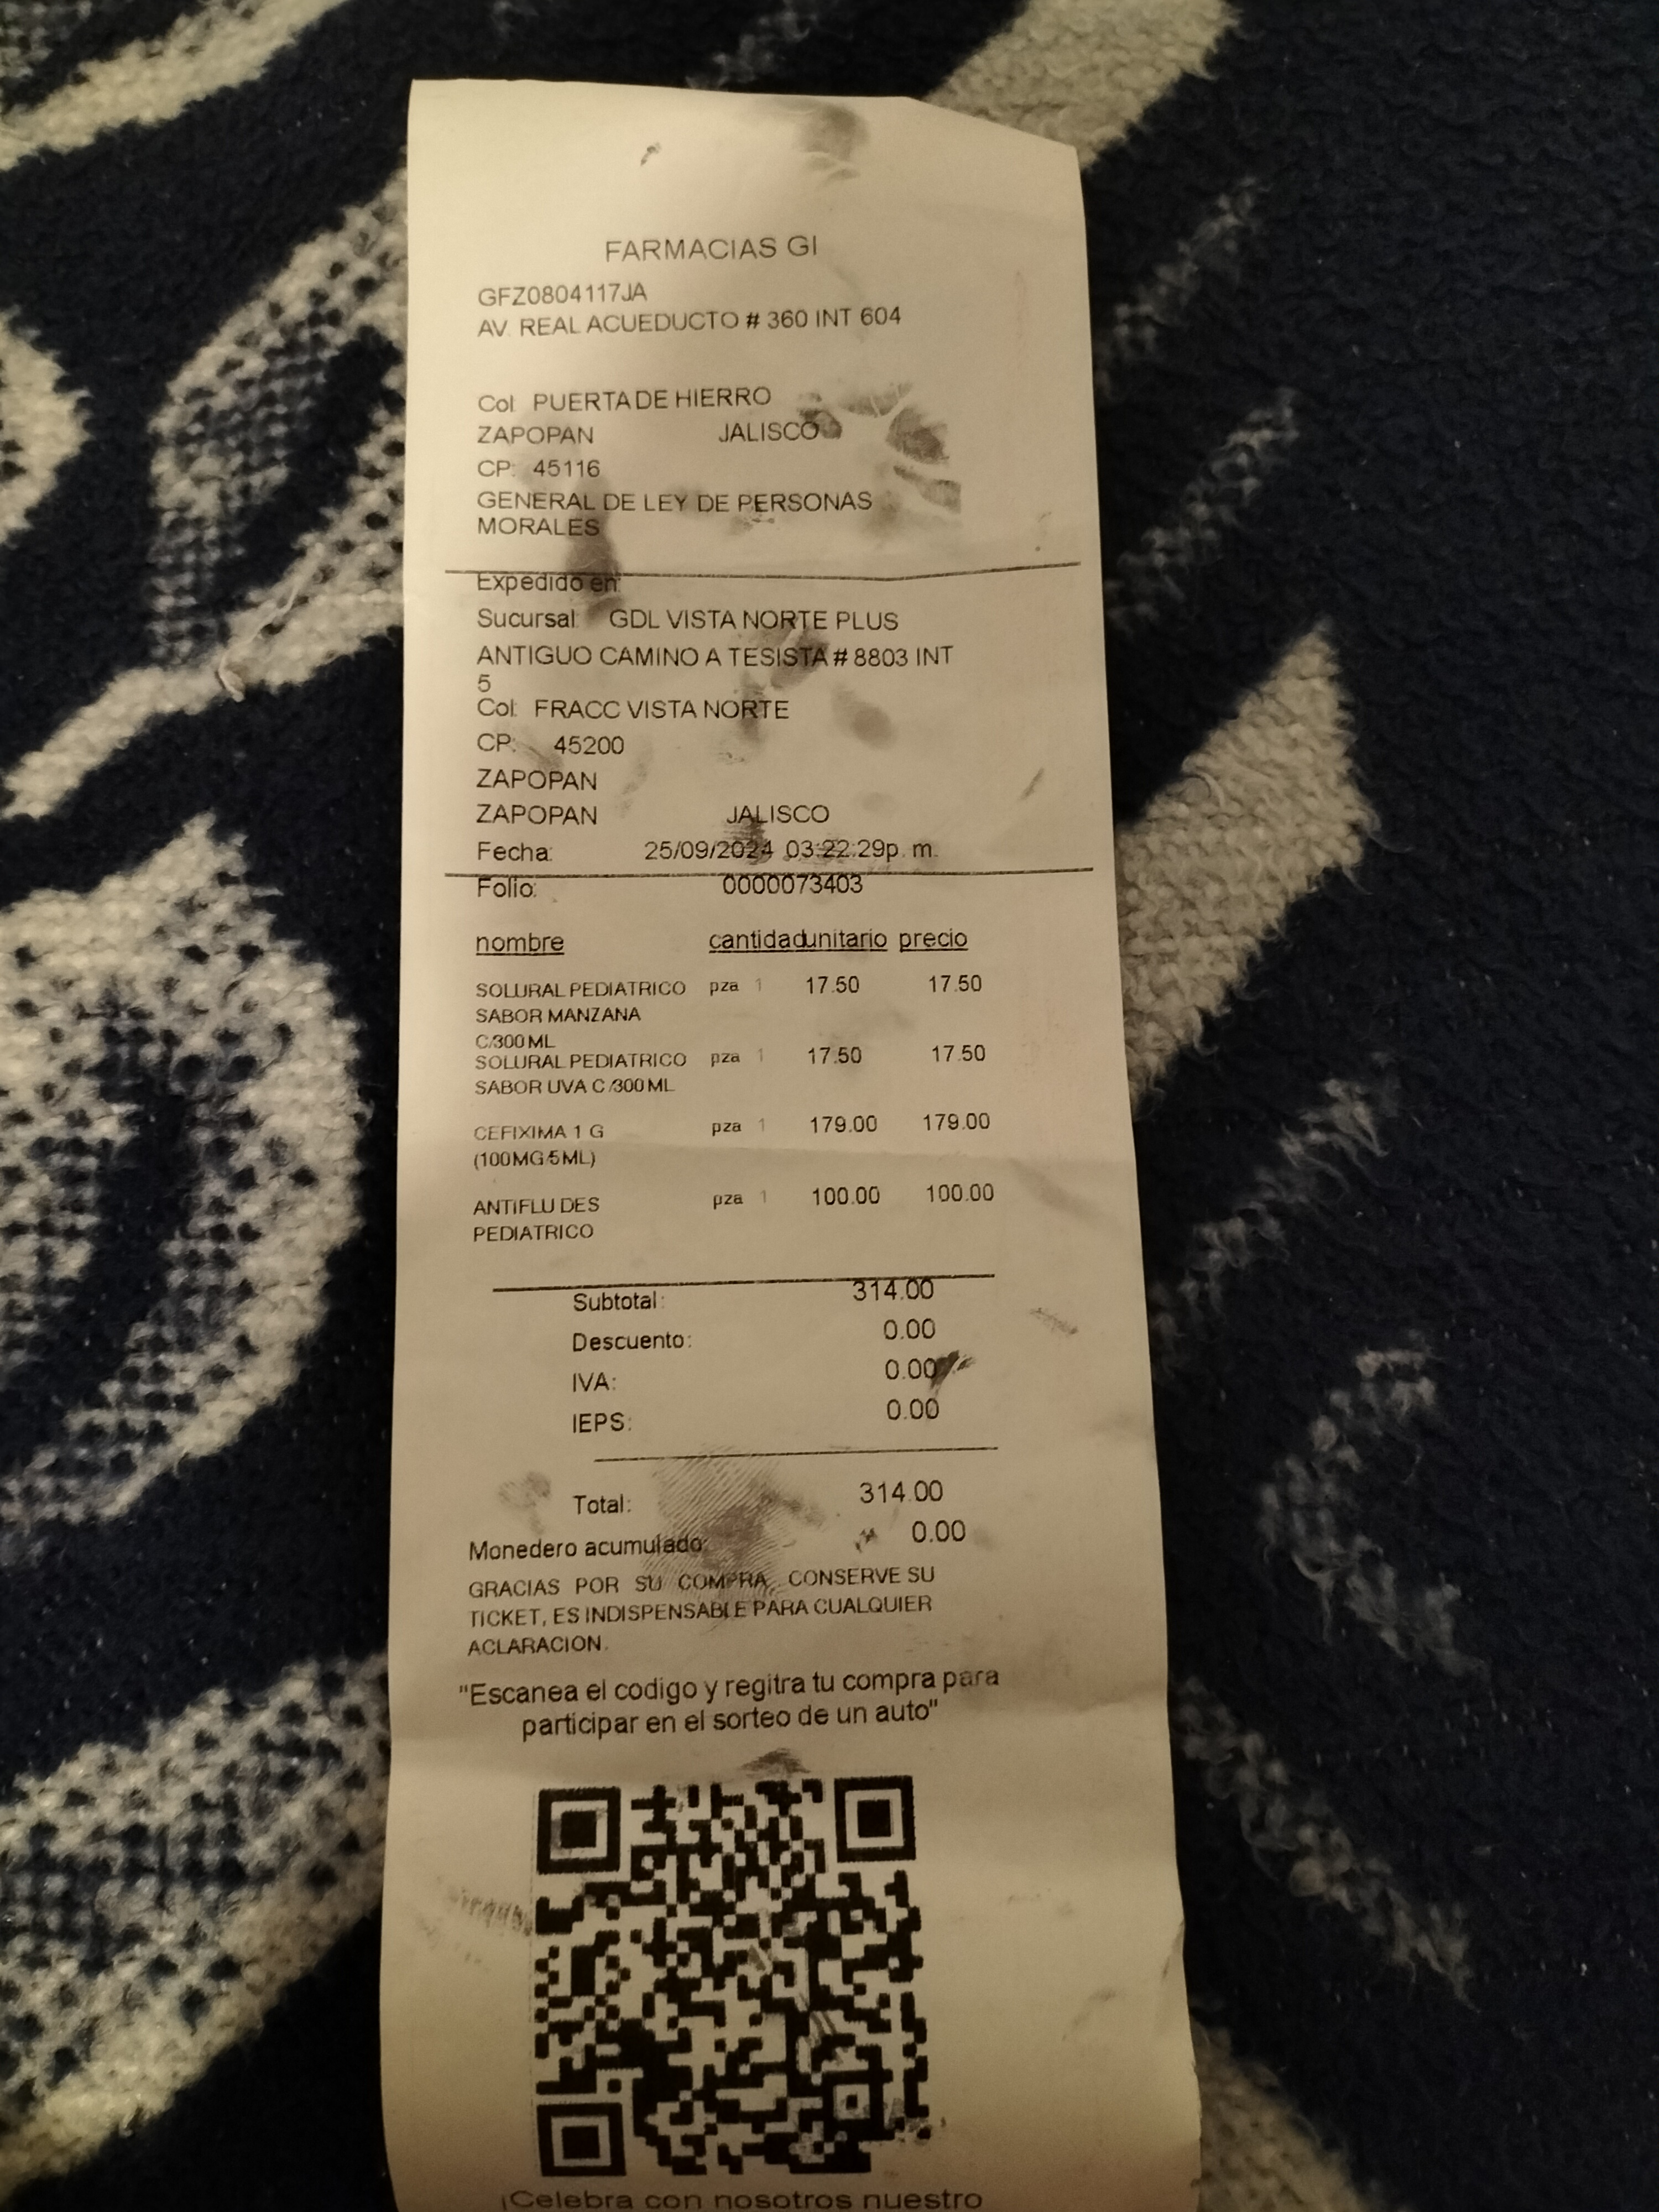 FARMACIAS GI
GFZ0804117JA
AV. REAL ACUEDUCTO # 360 INT 604
Col: PUERTA DE HIERRO
ZAPOPAN JALISCO
CP: 45116
GENERAL DE LEY DE PERSONAS
MORALES
Expedido en:
Sucursal: GDL VISTA NORTE PLUS
ANTIGUO CAMINO A TESISTA # 8803 INT
5
Col: FRACC VISTA NORTE
CP: 45200
ZAPOPAN
ZAPOPAN JALISCO
Fecha: 25/09/2024 03:22:29p. m.
Folio: 0000073403
nombre cantidad unitario precio
SOLURAL PEDIATRICO pza 1 17.50 17.50
SABOR MANZANA
C/300 ML
SOLURAL PEDIATRICO pza 1 17.50 17.50
SABOR UVA C/300 ML
CEFIXIMA 1 G pza 1 179.00 179.00
(100MG/5ML)
ANTIFLU DES pza 1 100.00 100.00
PEDIATRICO
Subtotal: 314.00
Descuento: 0.00
IVA: 0.00
IEPS: 0.00
Total: 314.00
Monedero acumulado: 0.00
GRACIAS POR SU COMPRA, CONSERVE SU
TICKET, ES INDISPENSABLE PARA CUALQUIER
ACLARACION.
"Escanea el codigo y regitra tu compra para
participar en el sorteo de un auto"
¡Celebra con nosotros nuestro